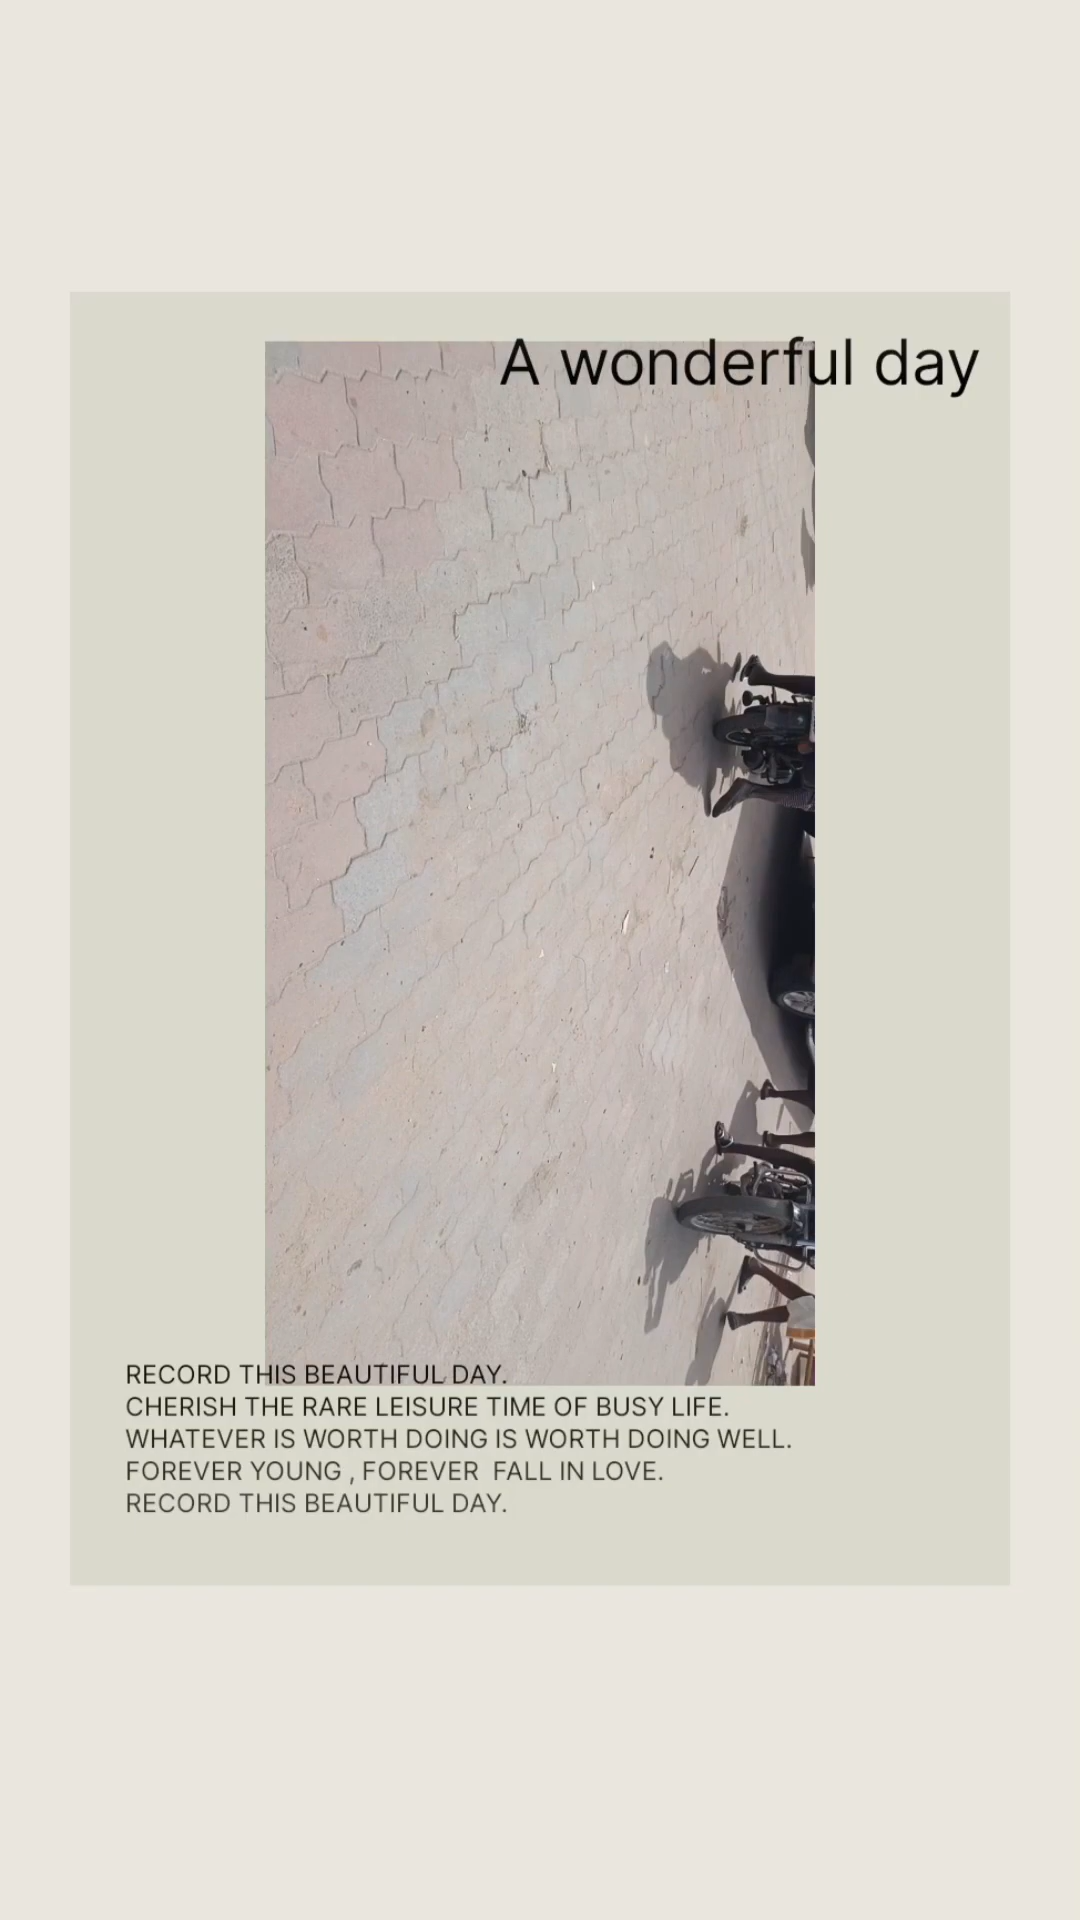 A wonderful day
RECORD THIS BEAUTIFUL DAY.
CHERISH THE RARE LEISURE TIME OF BUSY LIFE.
WHATEVER IS WORTH DOING IS WORTH DOING WELL.
FOREVER YOUNG , FOREVER  FALL IN LOVE.
RECORD THIS BEAUTIFUL DAY.